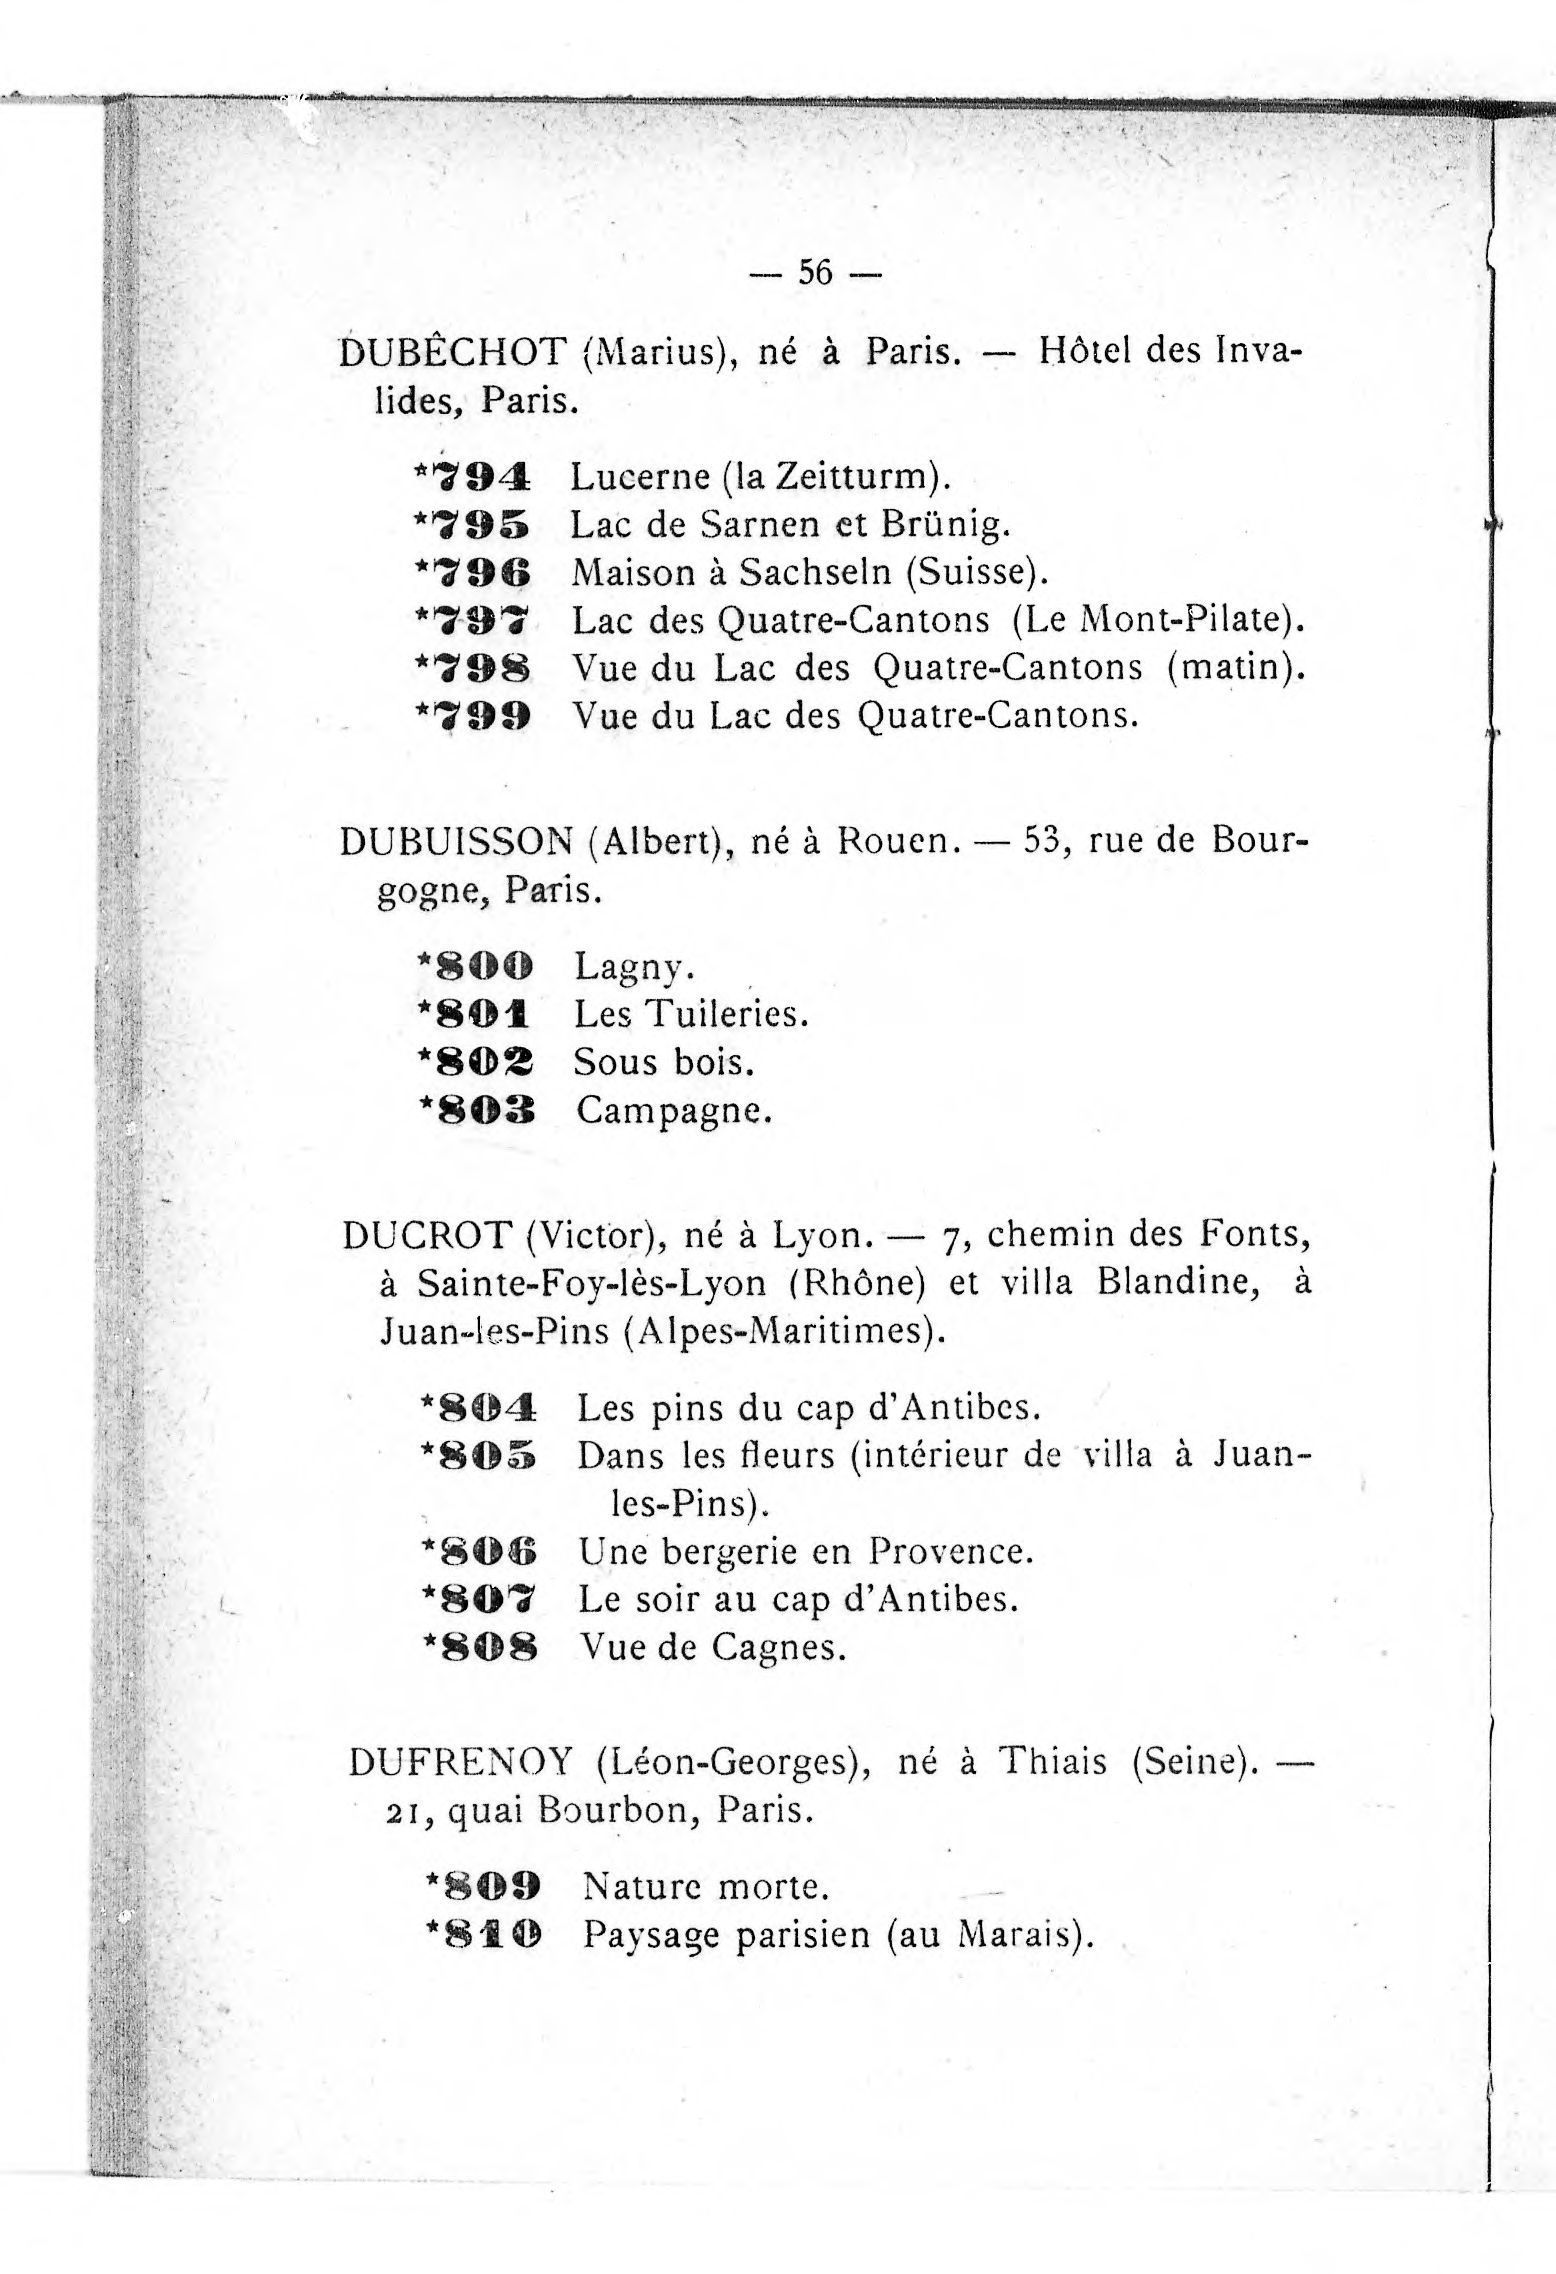 — 56 —
DUBÊCHOT (Marius), né à Paris. — Hôtel des Inva-
lides, Paris.
*794 Lucerne (la Zeitturm).
*795 Lac de Sarnen et Brünig.
*796 Maison à Sachseln (Suisse).
*797 Lac des Quatre-Cantons (Le Mont-Pilate).
*798 Vue du Lac des Quatre-Cantons (matin).
*799 Vue du Lac des Quatre-Cantons.
DUBUISSON (Albert), né à Rouen. — 53, rue de Bour-
gogne, Paris.
*800 Lagny.
*801 Les Tuileries.
*802 Sous bois.
*803 Campagne.
DUCROT (Victor), né à Lyon. — 7, chemin des Fonts,
à Sainte-Foy-lès-Lyon (Rhône) et villa Blandine, à
Juan-les-Pins (Alpes-Maritimes).
*804 Les pins du cap d'Antibes.
*805 Dans les fleurs (intérieur de villa à Juan-
les-Pins).
*806 Une bergerie en Provence.
*807 Le soir au cap d'Antibes.
*808 Vue de Cagnes.
DUFRENOY (Léon-Georges), né à Thiais (Seine). —
21, quai Bourbon, Paris.
*809 Nature morte.
*810 Paysage parisien (au Marais).